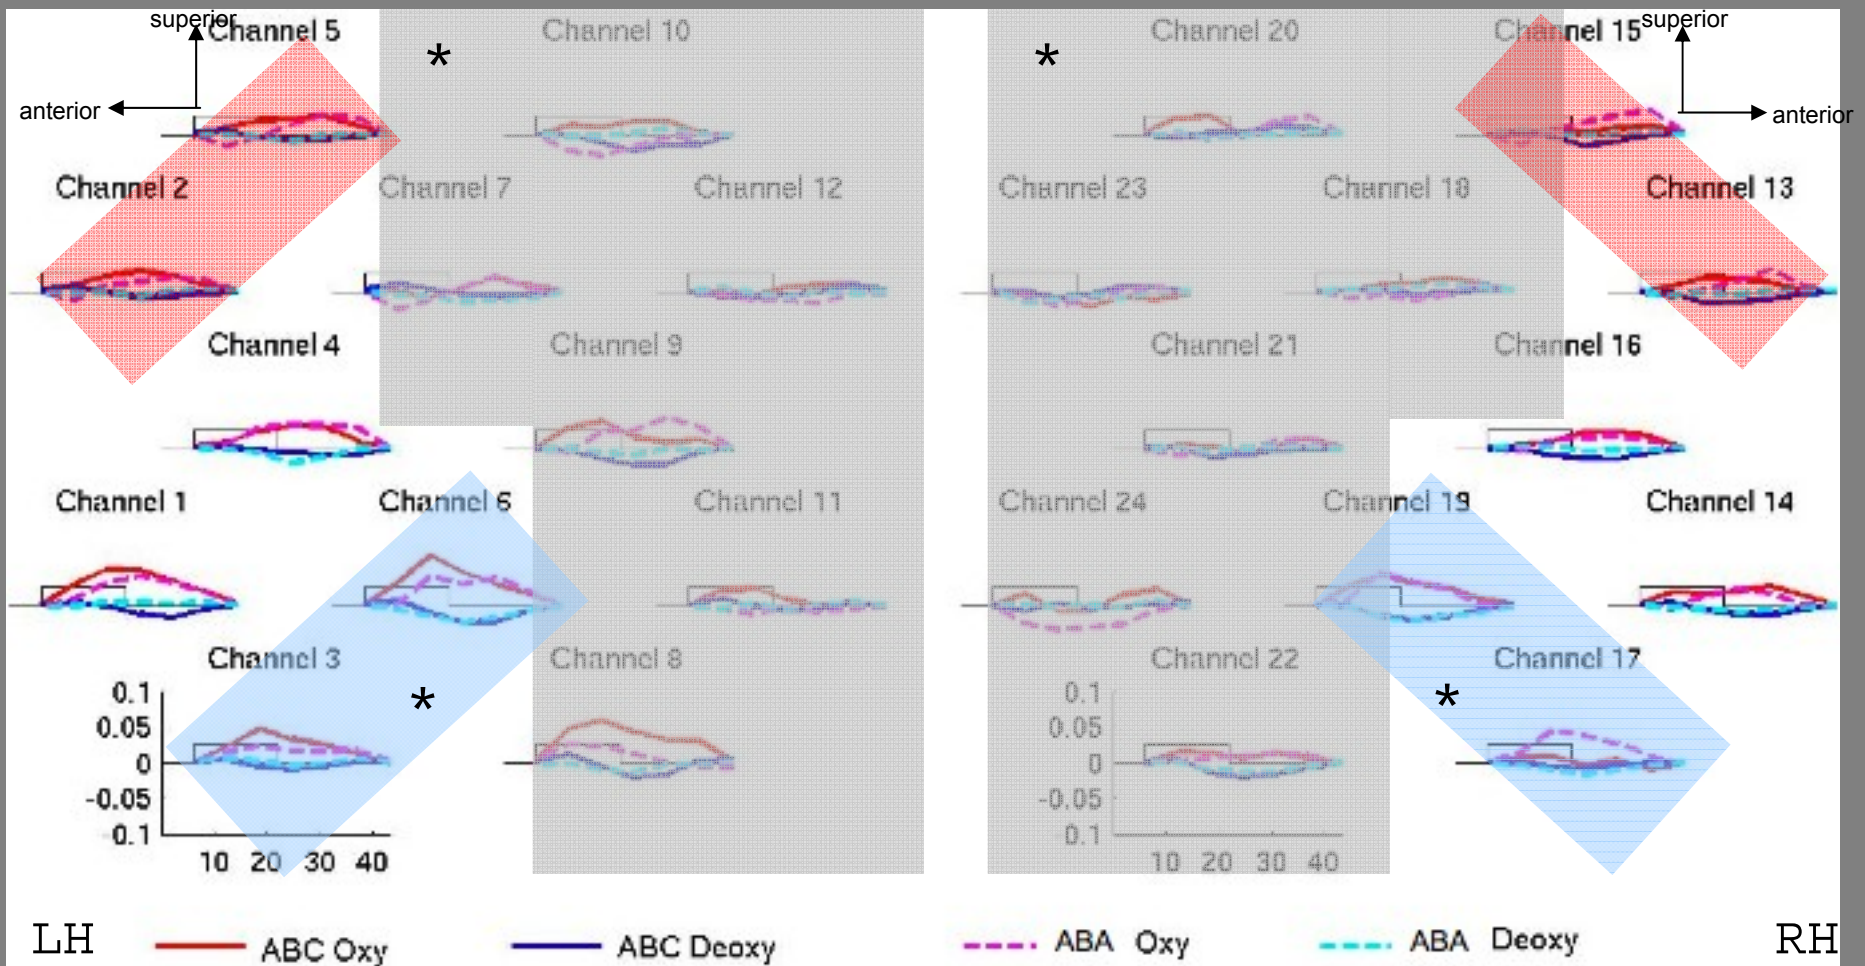 superior
Channel 5
*
Channel 10
*
Channel 20
Channel 15
superior
anterior
anterior
Channel 2
Channel 7
Channel 12
Channel 23
Channel 18
Channel 13
Channel 4
Channel 9
Channel 21
Channel 16
Channel 1
Channel 6
Channel 11
Channel 24
Channel 19
Channel 14
Channel 3
*
Channel 8
Channel 22
*
Channel 17
0.1
0.05
0
-0.05
-0.1
10 20 30 40
0.1
0.05
0
-0.05
0.1
10 20 30 40
LH
ABC Oxy
ABC Deoxy
ABA Oxy
ABA Deoxy
RH